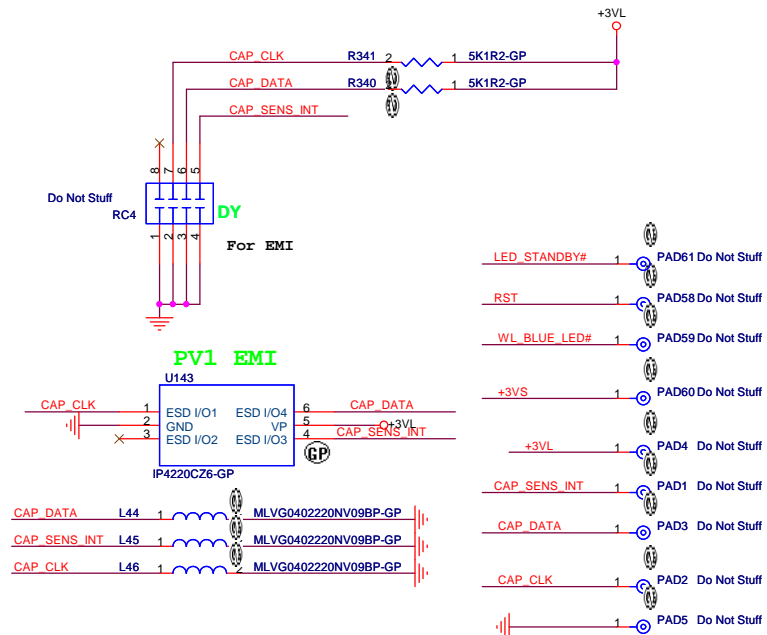 +3VL
CAP_CLK R341 2 1 5K1R2-GP
CAP_DATA R340 2 1 5K1R2-GP
CAP_SENS_INT
8 7 6 5
Do Not Stuff
RC4
DY
1 2 3 4
For EMI
PV1 EMI
U143
CAP_CLK 1 ESD I/O1 ESD I/O4 6 CAP_DATA
2 GND VP 5 +3VL
3 ESD I/O2 ESD I/O3 4 CAP_SENS_INT
GP
IP4220CZ6-GP
CAP_DATA L44 1 MLVG0402220NV09BP-GP
CAP_SENS_INT L45 1 MLVG0402220NV09BP-GP
CAP_CLK L46 1 2 MLVG0402220NV09BP-GP
LED_STANDBY# 1 PAD61 Do Not Stuff
RST 1 PAD58 Do Not Stuff
WL_BLUE_LED# 1 PAD59 Do Not Stuff
+3VS 1 PAD60 Do Not Stuff
+3VL 1 PAD4 Do Not Stuff
CAP_SENS_INT 1 PAD1 Do Not Stuff
CAP_DATA 1 PAD3 Do Not Stuff
CAP_CLK 1 PAD2 Do Not Stuff
1 PAD5 Do Not Stuff